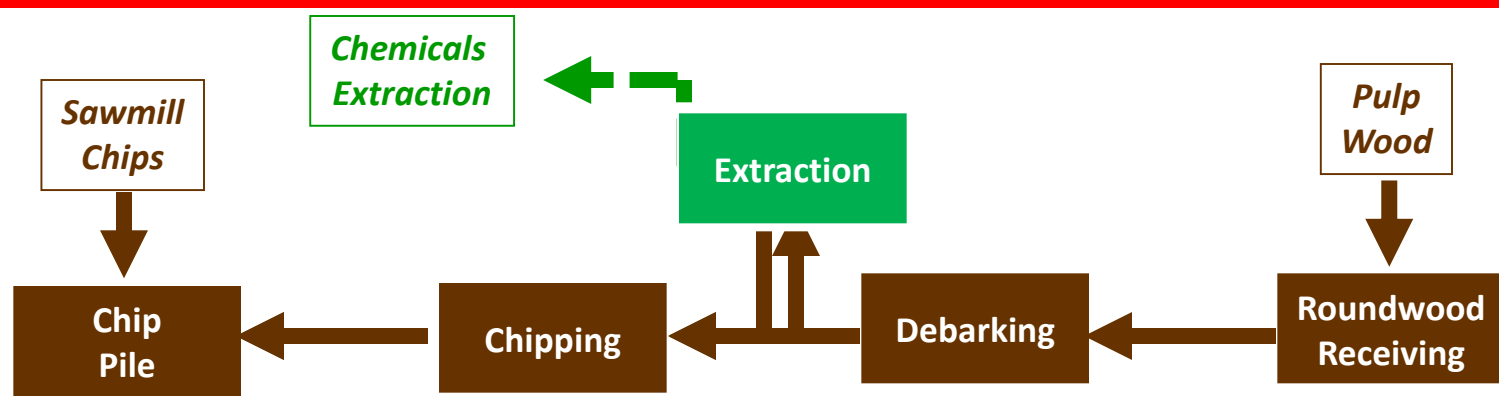 Chemicals
Extraction
Sawmill
Chips
Pulp
Wood
Extraction
Chip
Pile
Chipping
Debarking
Roundwood
Receiving